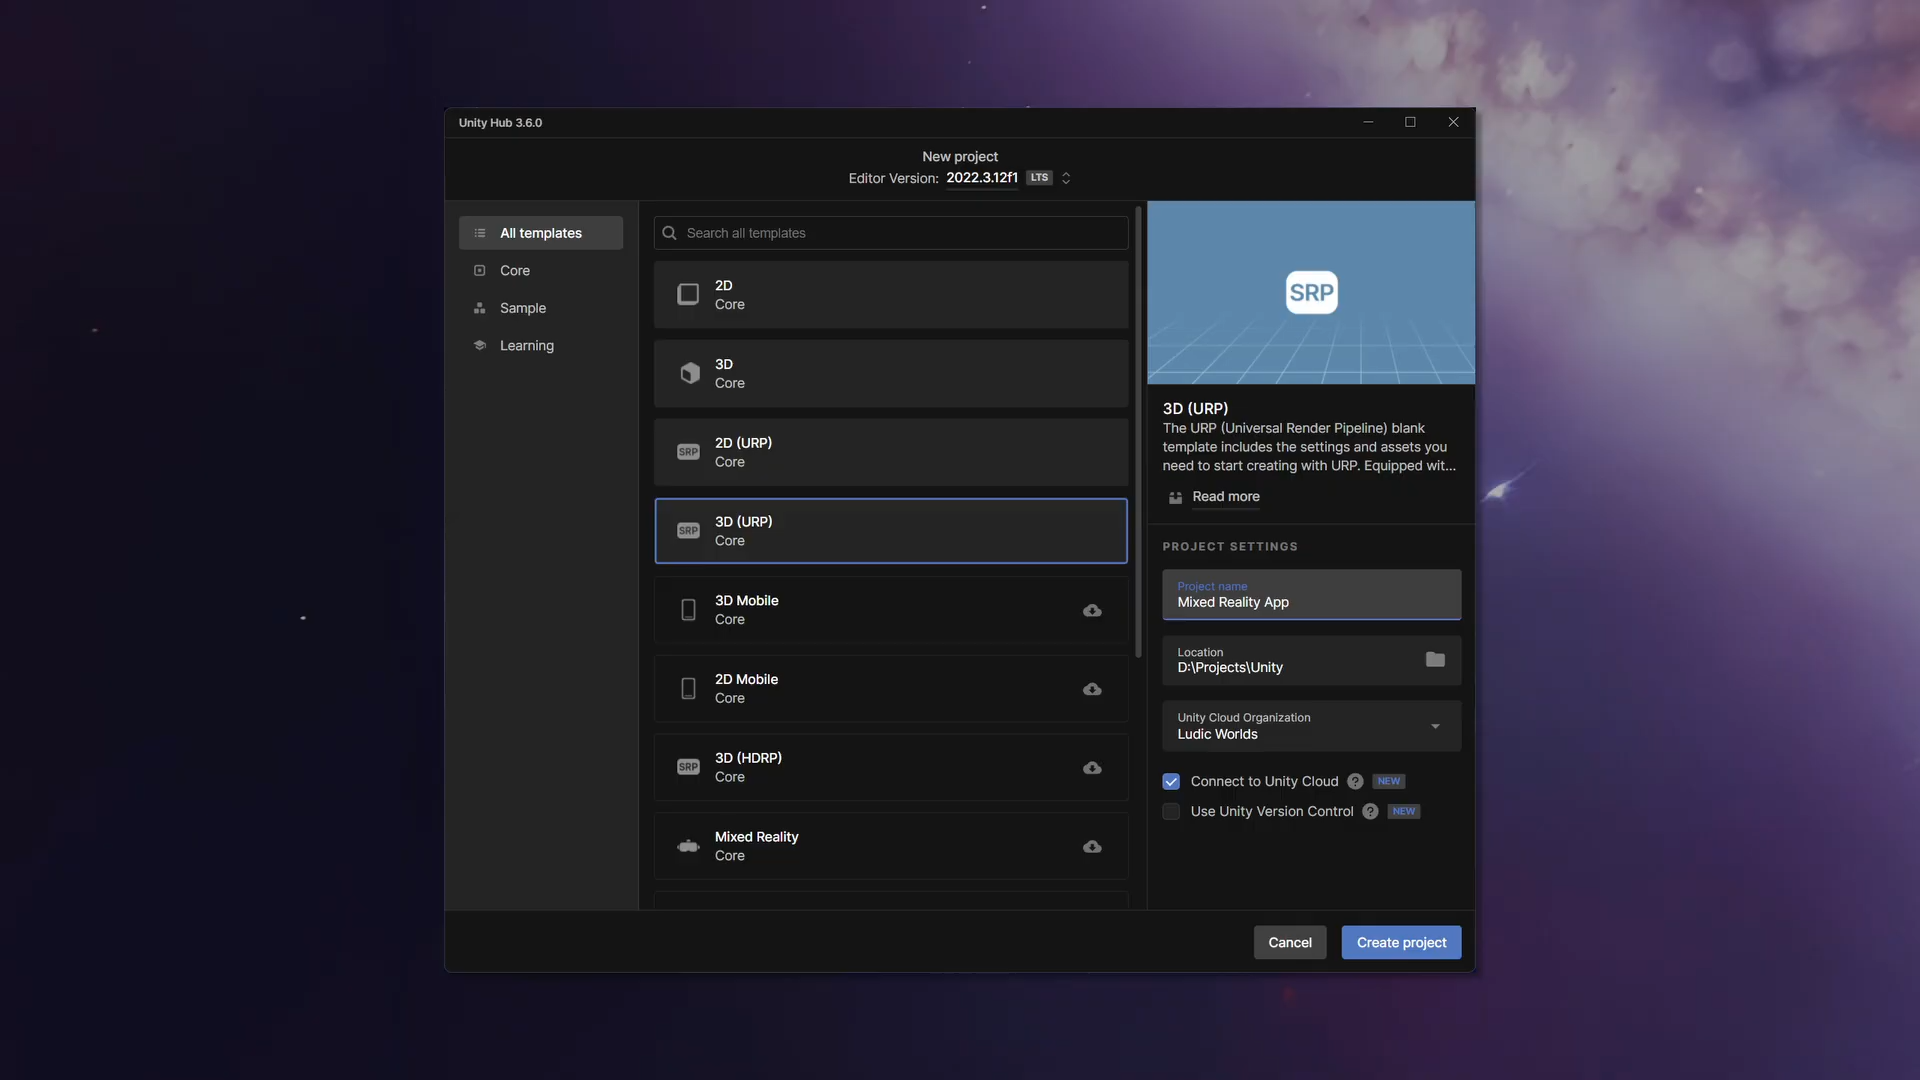 Unity Hub 3.6.0
New project
Editor Version: 2022.3.12f1 LTS
All templates
Core
Sample
Learning
Search all templates
2D
Core
3D
Core
SRP
2D (URP)
Core
SRP
3D (URP)
Core
3D Mobile
Core
2D Mobile
Core
SRP
3D (HDRP)
Core
Mixed Reality
Core
SRP
3D (URP)
The URP (Universal Render Pipeline) blank
template includes the settings and assets you
need to start creating with URP. Equipped wit...
Read more
PROJECT SETTINGS
Project name
Mixed Reality App
Location
D:\Projects\Unity
Unity Cloud Organization
Ludic Worlds
Connect to Unity Cloud ? NEW
Use Unity Version Control ? NEW
Cancel
Create project